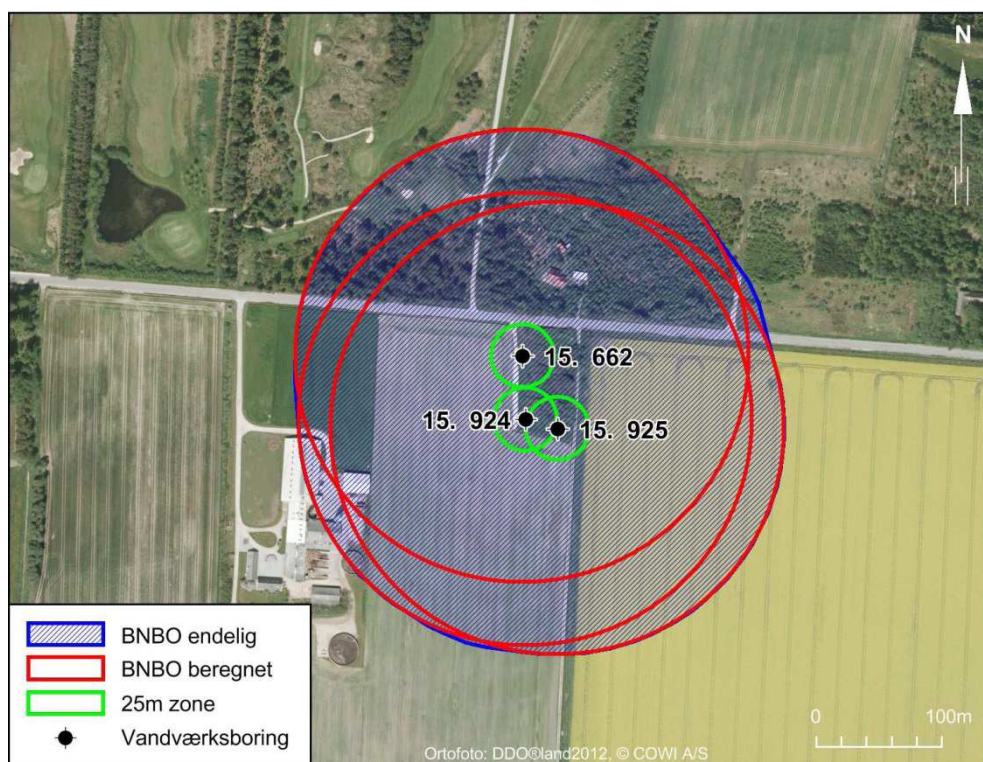 N
15. 662
15. 924
15. 925
BNBO endelig
BNBO beregnet
25m zone
Vandværksboring
0 100m
Ortofoto: DDO®land2012, © COWI A/S